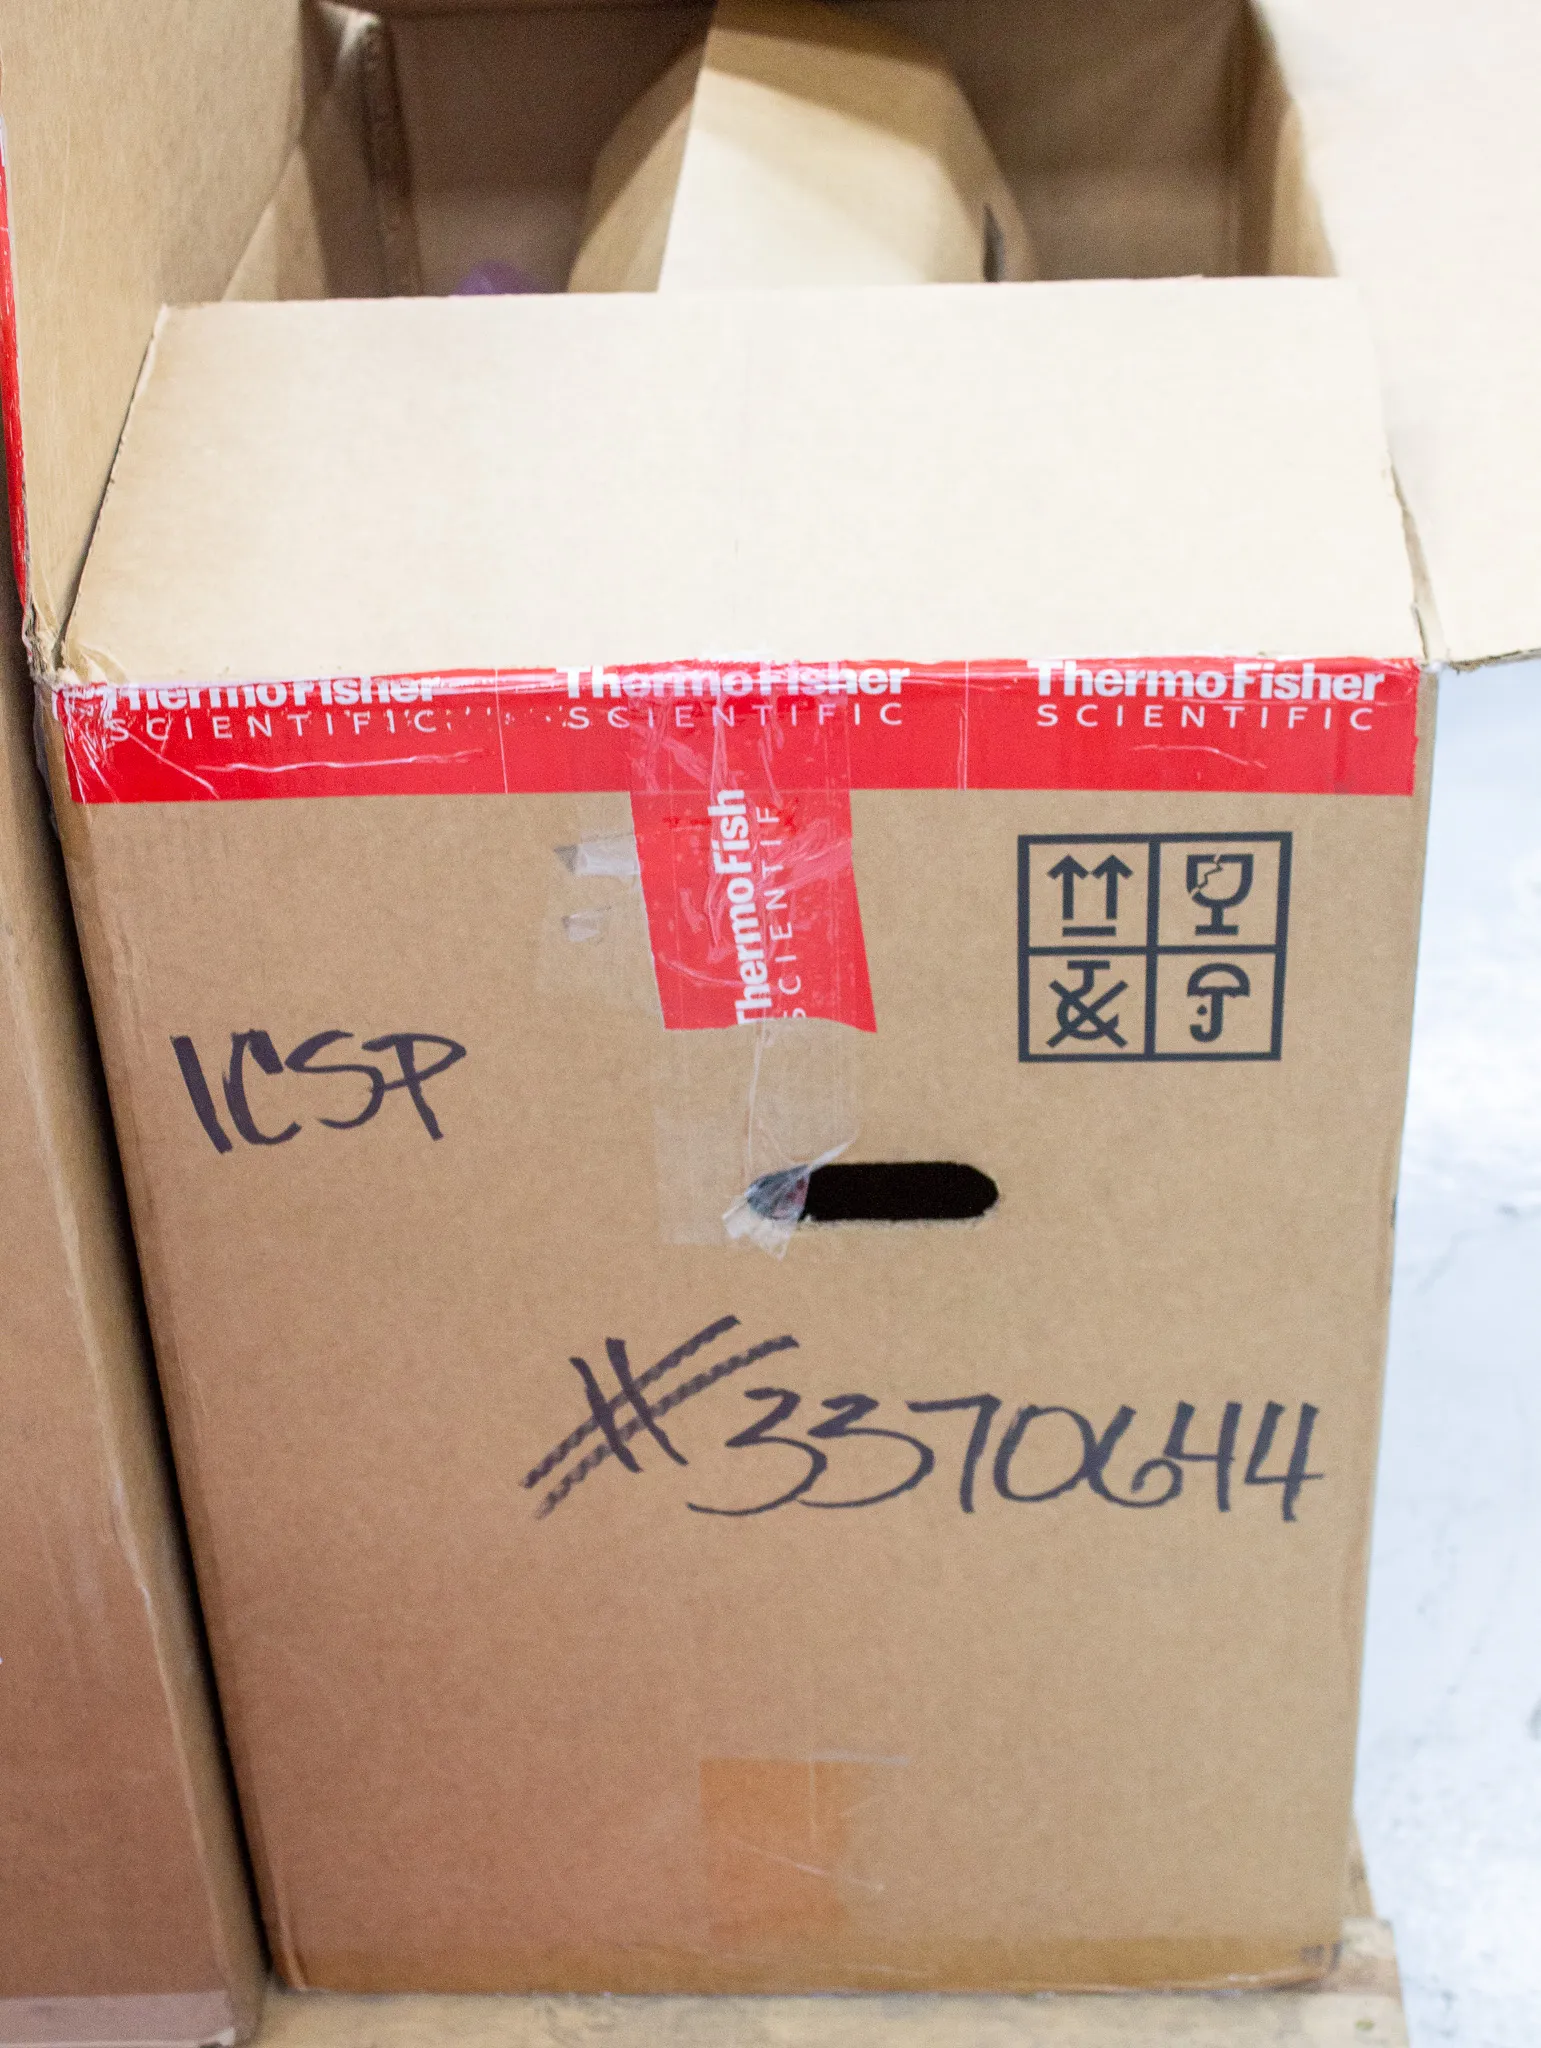 ThermoFisher ThermoFisher ThermoFisher
SCIENTIFIC SCIENTIFIC SCIENTIFIC
ThermoFish
SCIENTIF
ICSP
#3370644